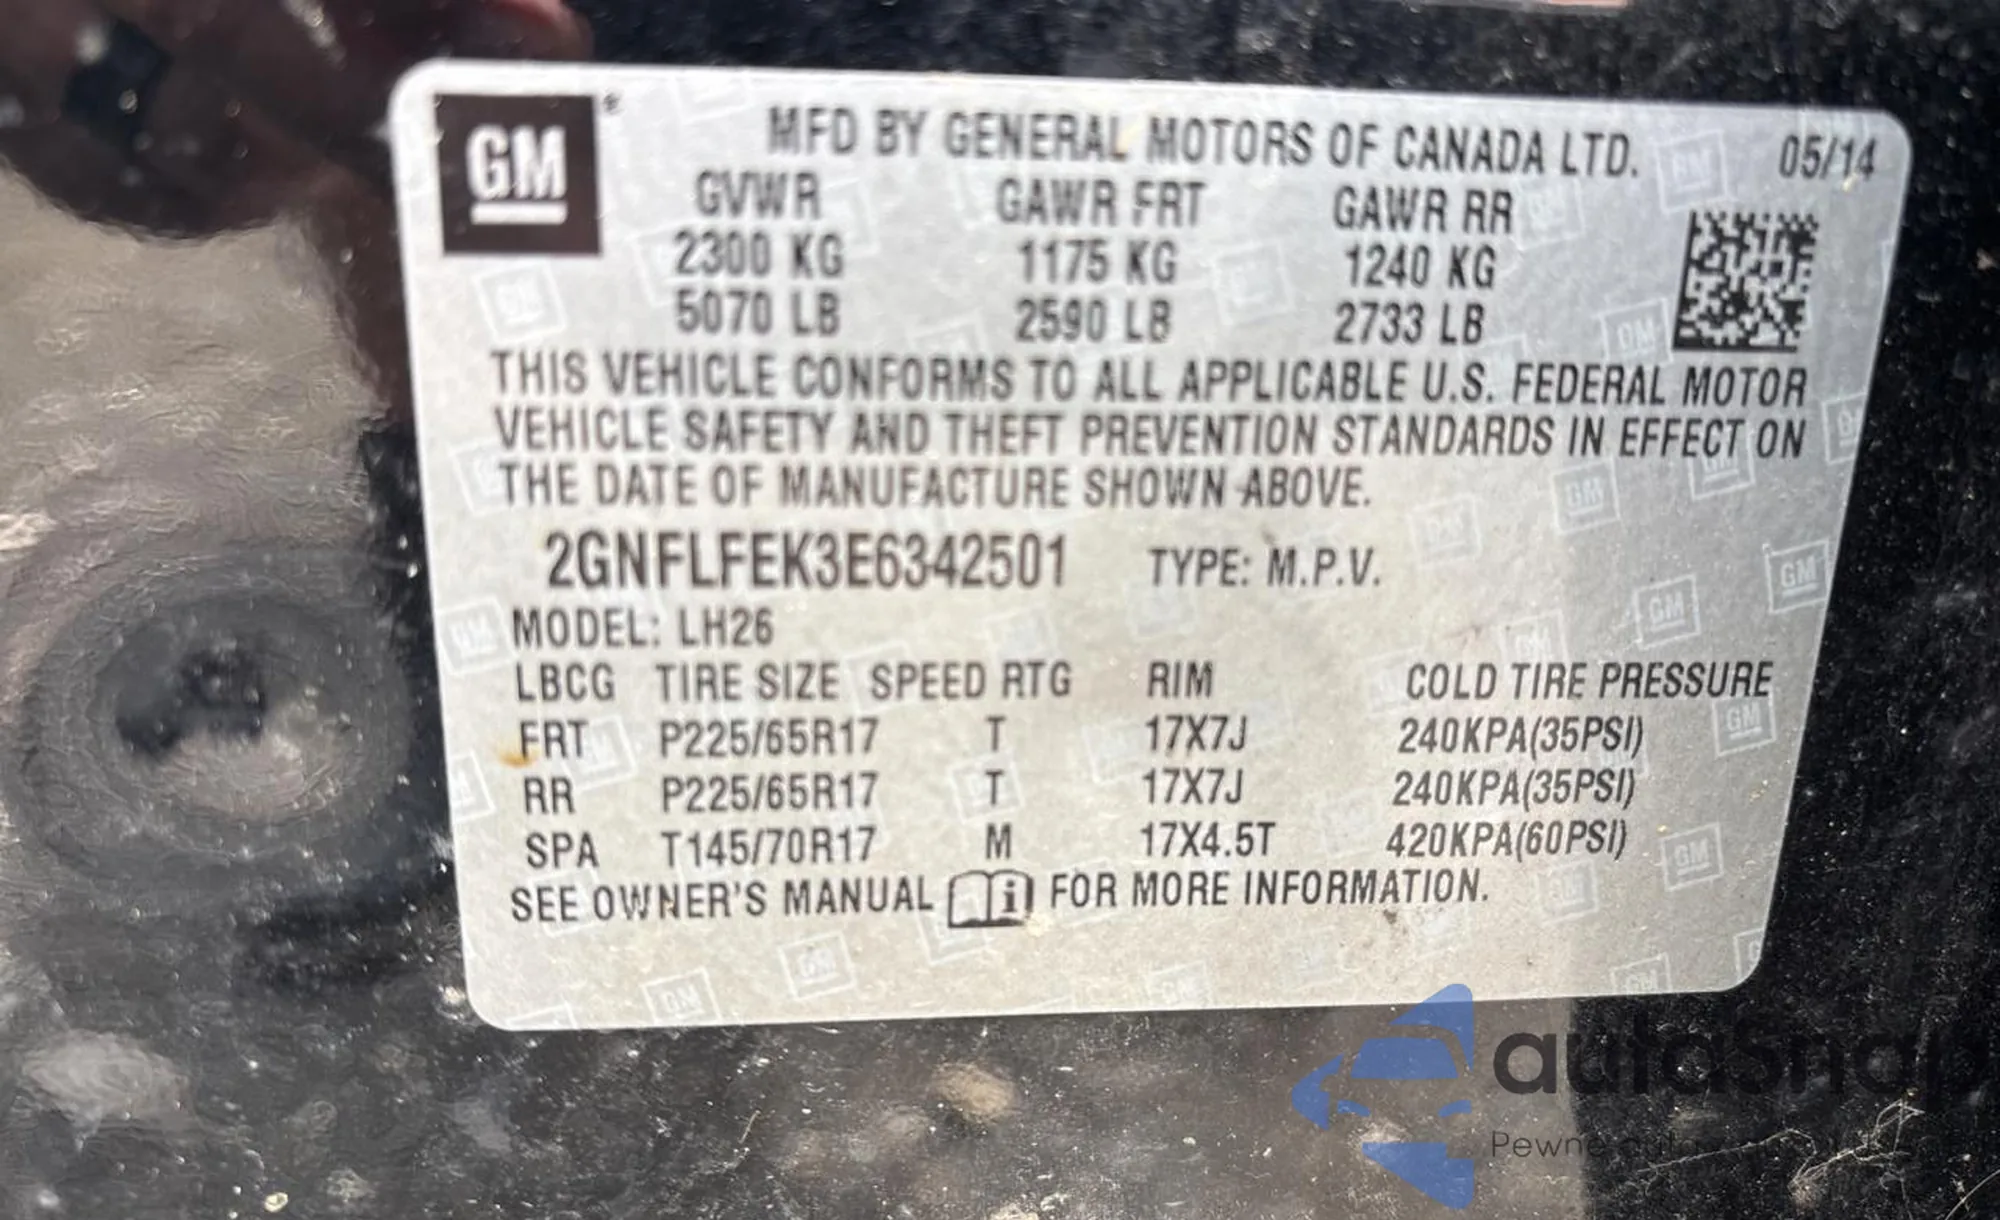 GM
MFD BY GENERAL MOTORS OF CANADA LTD. 05/14
GVWR GAWR FRT GAWR RR
2300 KG 1175 KG 1240 KG
5070 LB 2590 LB 2733 LB
THIS VEHICLE CONFORMS TO ALL APPLICABLE U.S. FEDERAL MOTOR
VEHICLE SAFETY AND THEFT PREVENTION STANDARDS IN EFFECT ON
THE DATE OF MANUFACTURE SHOWN ABOVE.
2GNFLFEK3E6342501 TYPE: M.P.V.
MODEL: LH26
LBCG TIRE SIZE SPEED RTG RIM COLD TIRE PRESSURE
FRT P225/65R17 T 17X7J 240KPA(35PSI)
RR P225/65R17 T 17X7J 240KPA(35PSI)
SPA T145/70R17 M 17X4.5T 420KPA(60PSI)
SEE OWNER'S MANUAL FOR MORE INFORMATION.
autoSnap
Pewne auta